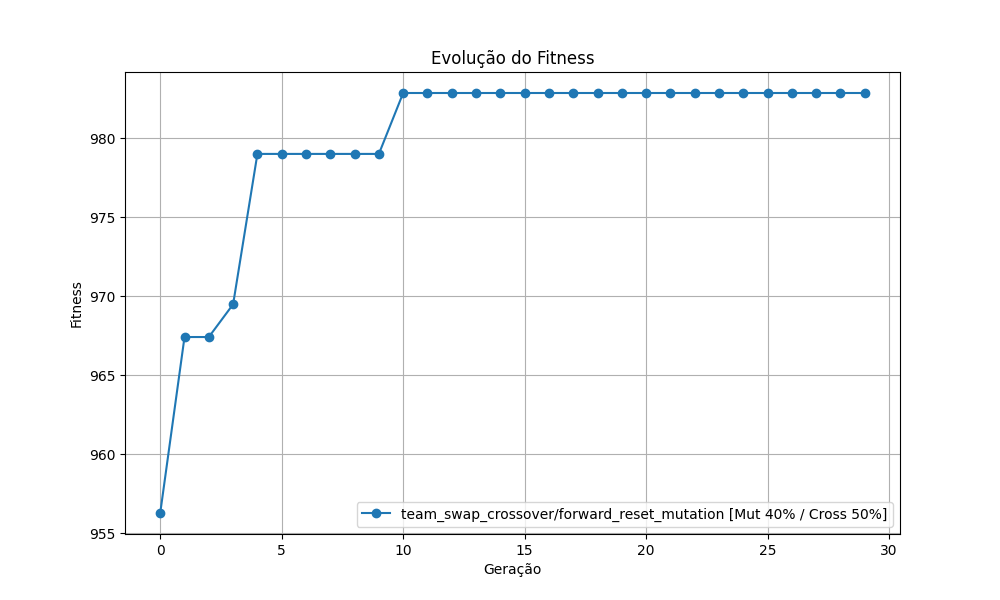 Evolução do Fitness
Fitness
980
975
970
965
960
955
0 5 10 15 20 25 30
Geração
team_swap_crossover/forward_reset_mutation [Mut 40% / Cross 50%]